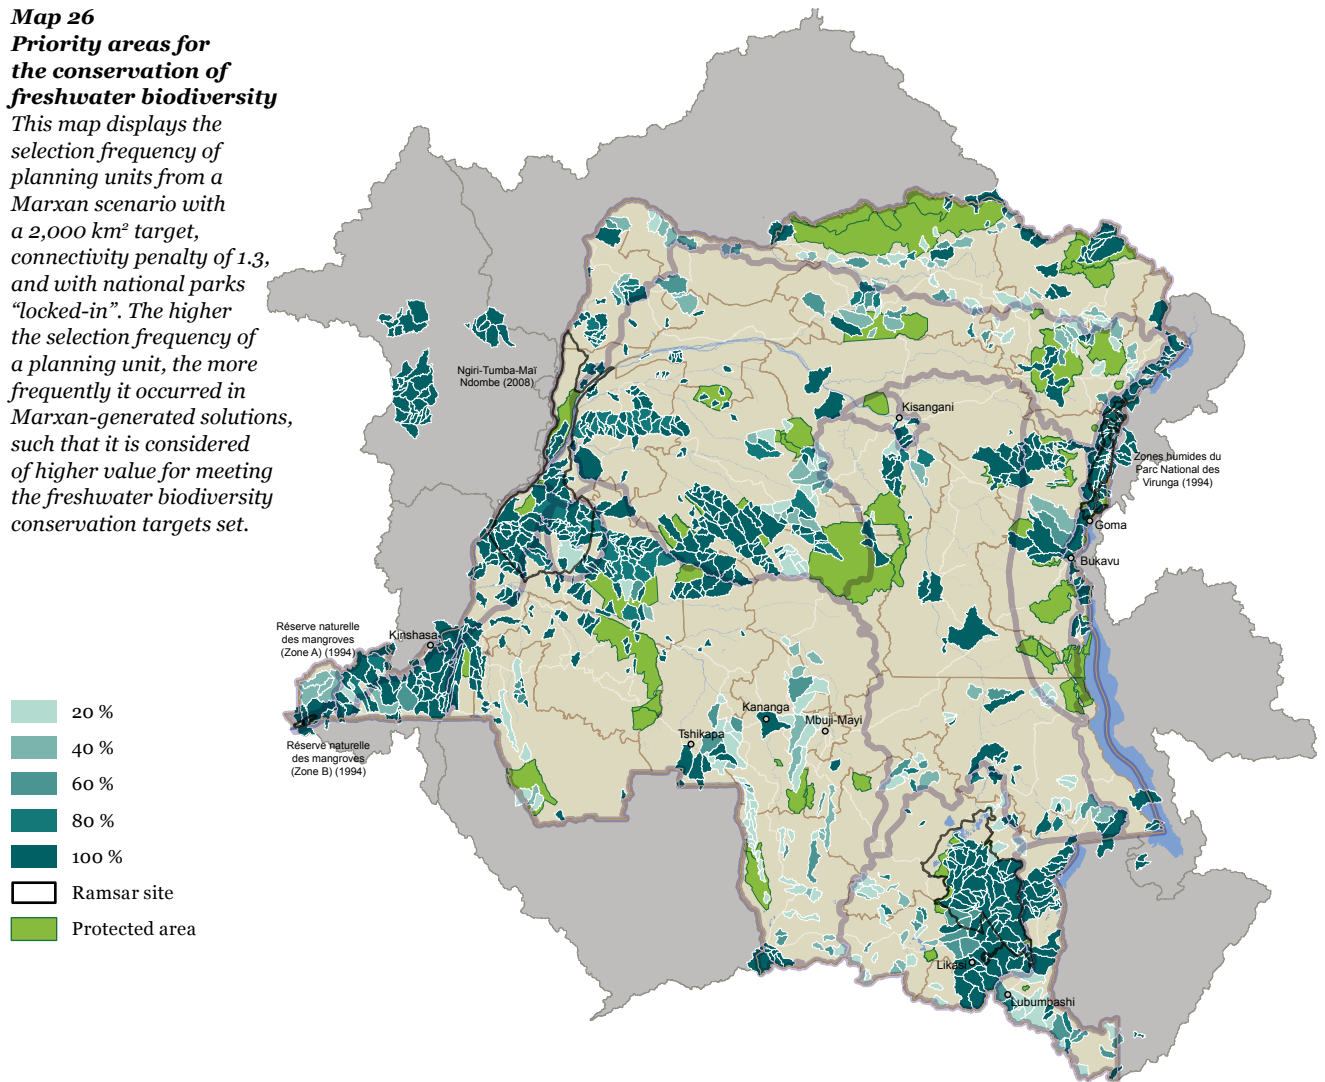 Map 26
Priority areas for
the conservation of
freshwater biodiversity
This map displays the
selection frequency of
planning units from a
Marxan scenario with
a 2,000 km² target,
connectivity penalty of 1.3,
and with national parks
“locked-in”. The higher
the selection frequency of
a planning unit, the more
frequently it occurred in
Marxan-generated solutions,
such that it is considered
of higher value for meeting
the freshwater biodiversity
conservation targets set.
Ngiri-Tumba-Maï
Ndombe (2008)
Kisangani
Zones humides du
Parc National des
Virunga (1994)
Goma
Bukavu
Réserve naturelle
des mangroves
(Zone A) (1994)
Kinshasa
Réserve naturelle
des mangroves
(Zone B) (1994)
Kananga
Mbuji-Mayi
Tshikapa
Likasi
Lubumbashi
20 %
40 %
60 %
80 %
100 %
Ramsar site
Protected area